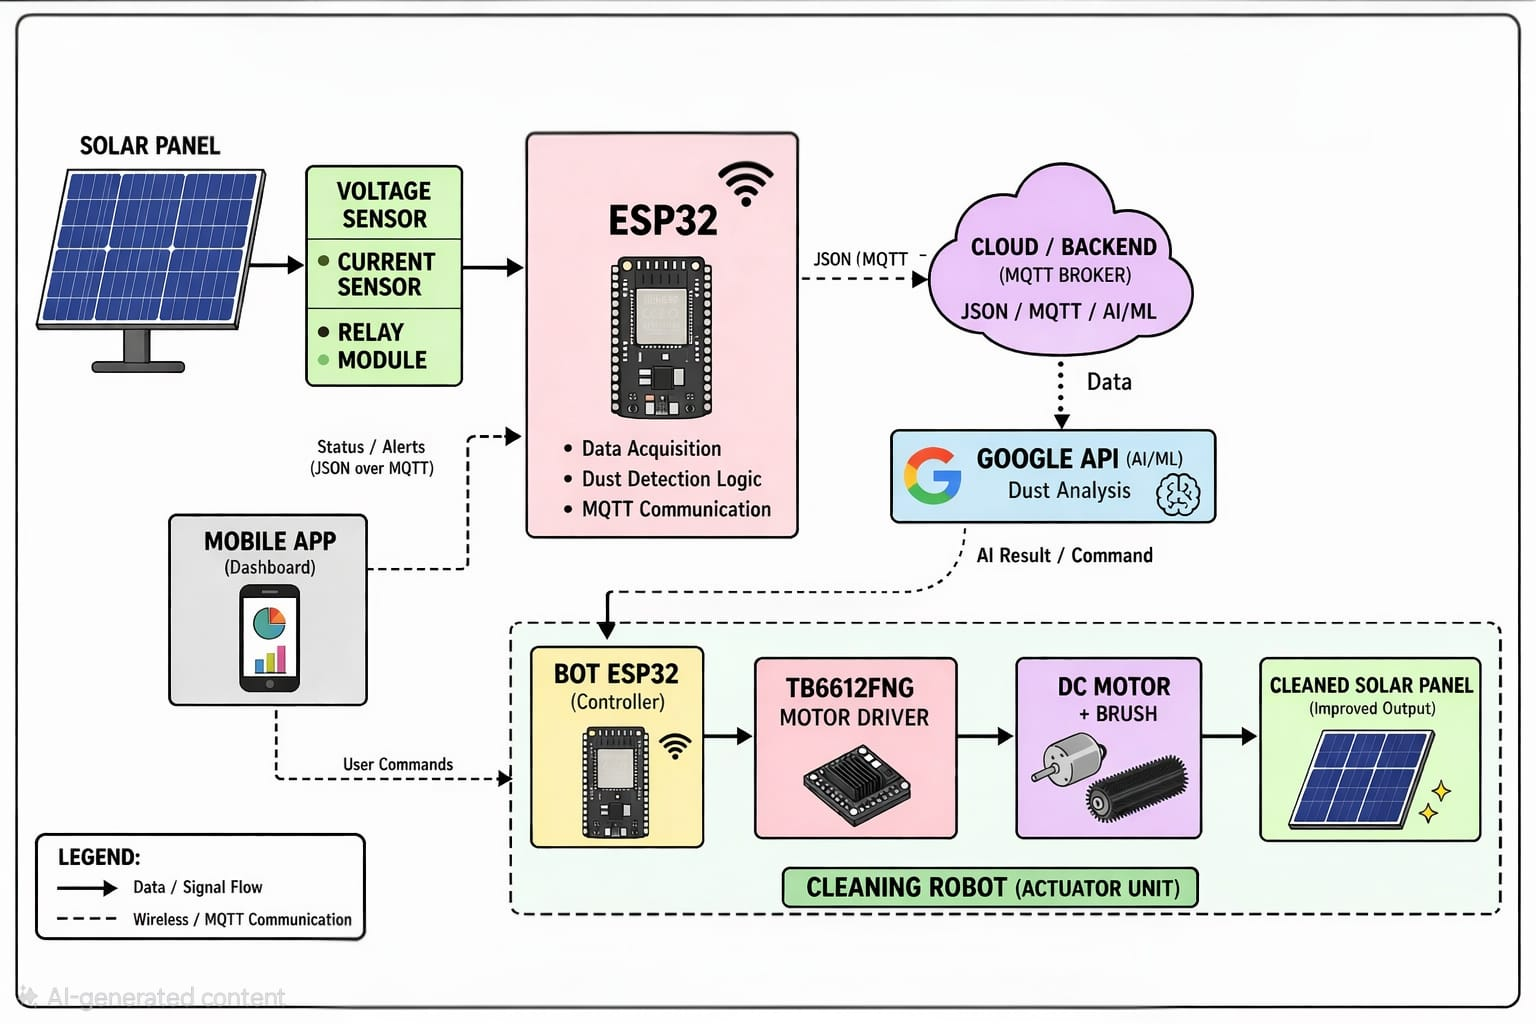 SOLAR PANEL
VOLTAGE
SENSOR
CURRENT
SENSOR
RELAY
MODULE
ESP32
• Data Acquisition
• Dust Detection Logic
• MQTT Communication
JSON (MQTT -
CLOUD / BACKEND
(MQTT BROKER)
JSON / MQTT / AI/ML
Data
GOOGLE API (AI/ML)
Dust Analysis
AI Result / Command
Status / Alerts
(JSON over MQTT)
MOBILE APP
(Dashboard)
User Commands
BOT ESP32
(Controller)
TB6612FNG
MOTOR DRIVER
DC MOTOR
+ BRUSH
CLEANED SOLAR PANEL
(Improved Output)
CLEANING ROBOT (ACTUATOR UNIT)
LEGEND:
Data / Signal Flow
Wireless / MQTT Communication
AI-generated content